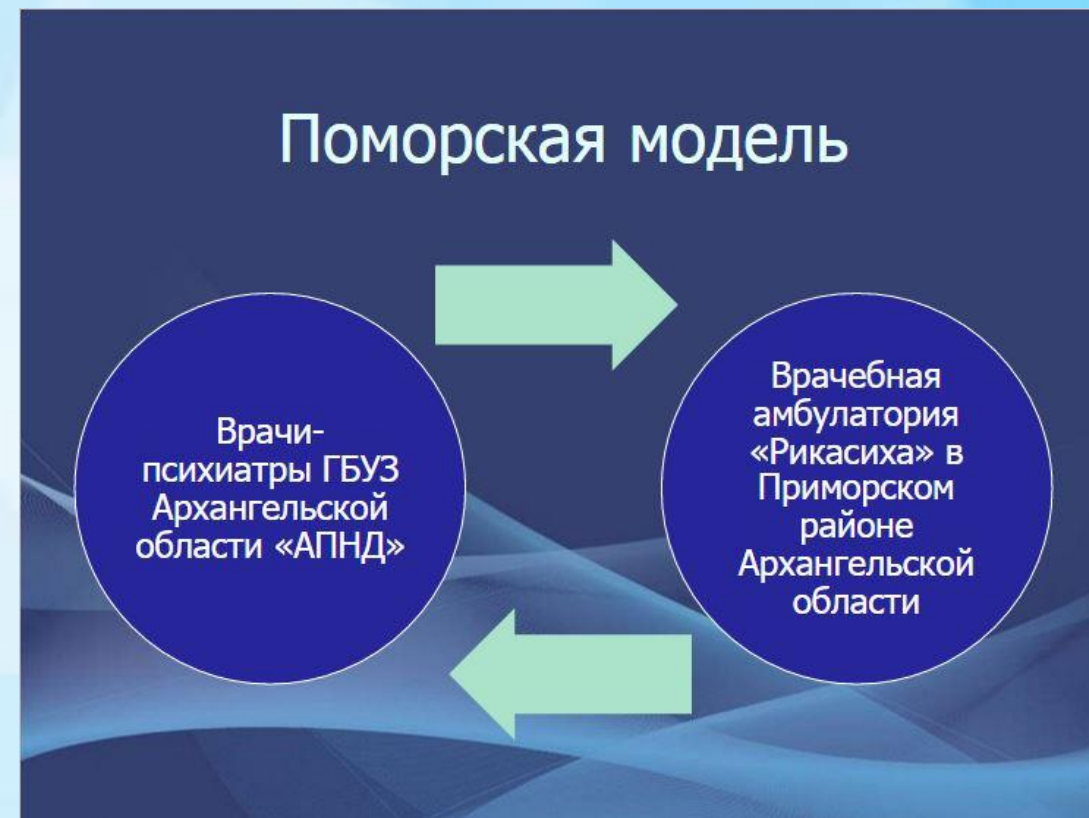 Поморская модель
Врачи-
психиатры ГБУЗ
Архангельской
области «АПНД»
Врачебная
амбулатория
«Рикасиха» в
Приморском
районе
Архангельской
области